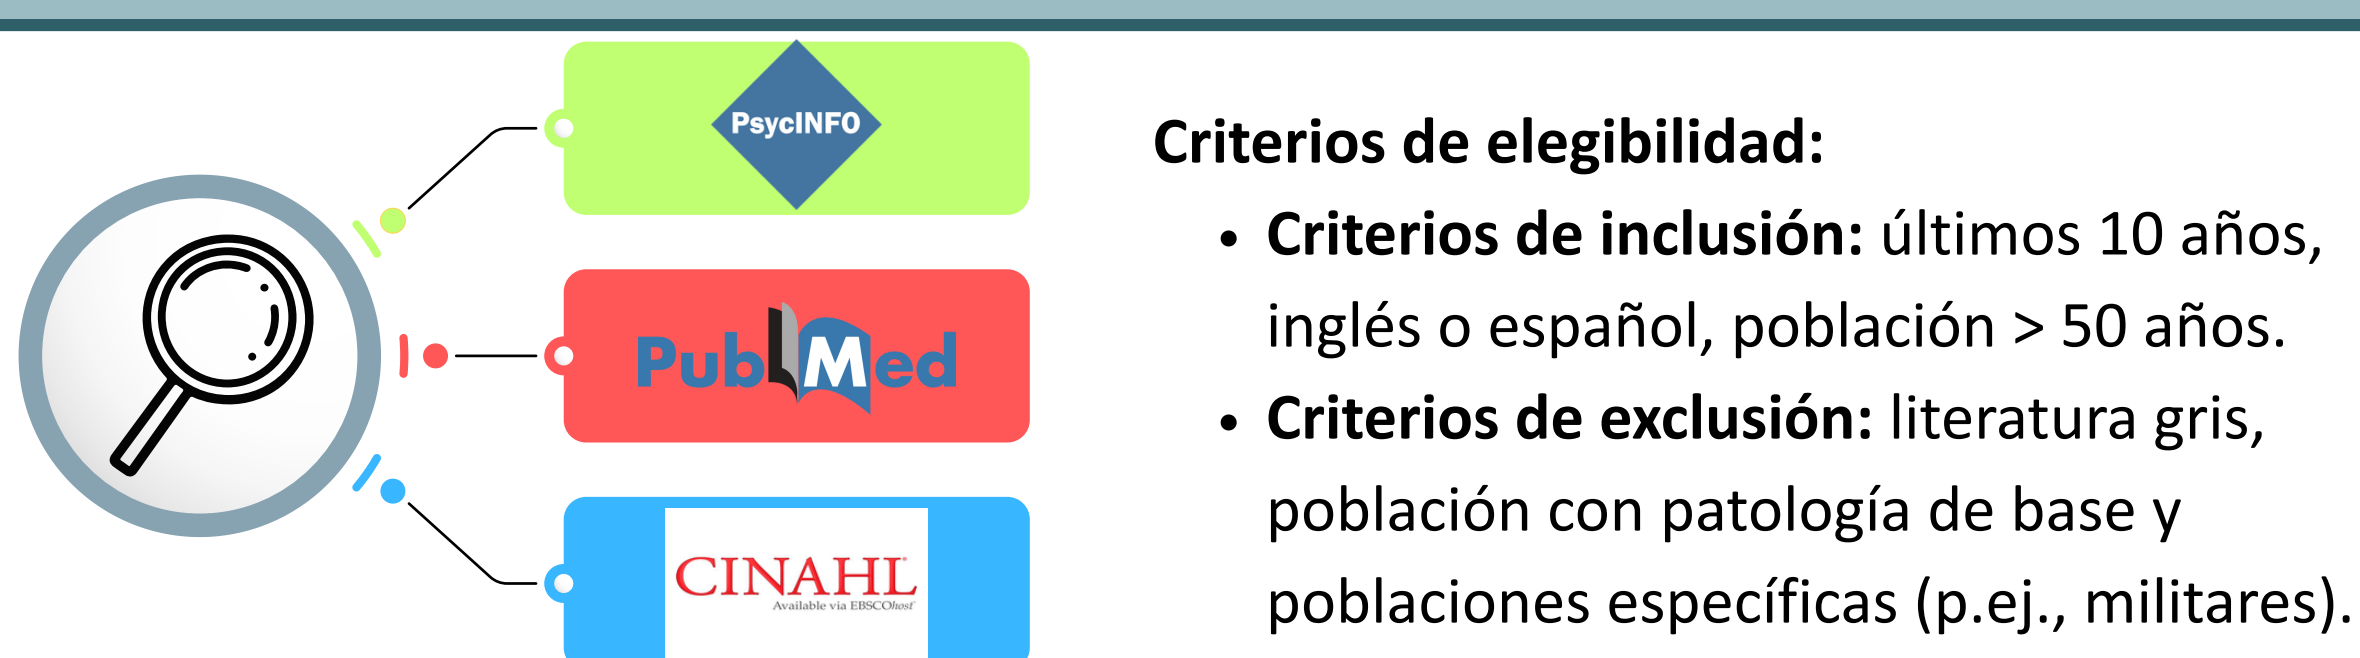 PsycINFO
PubMed
CINAHL
Available via EBSCOhost
Criterios de elegibilidad:
• Criterios de inclusión: últimos 10 años,
inglés o español, población > 50 años.
• Criterios de exclusión: literatura gris,
población con patología de base y
poblaciones específicas (p.ej., militares).